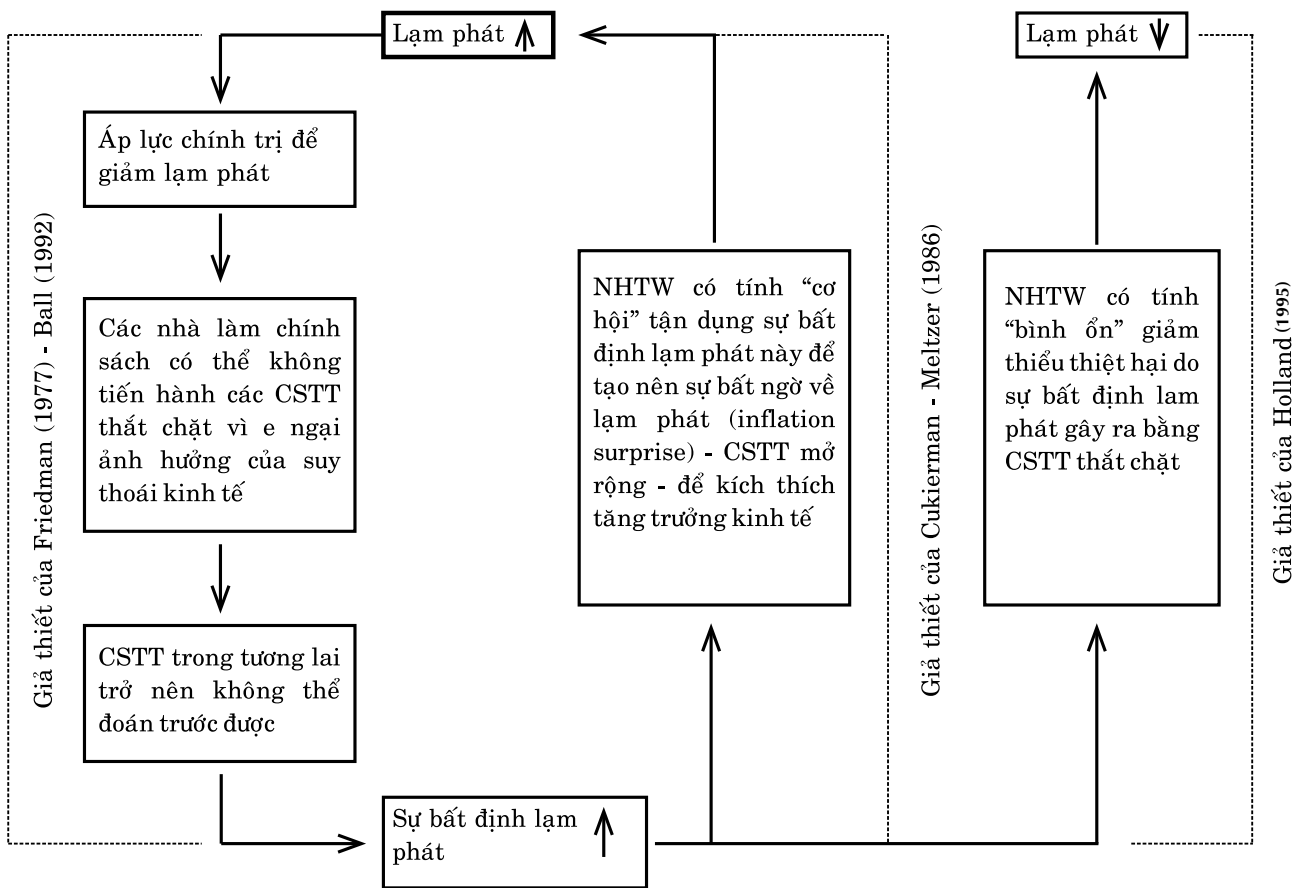 Lạm phát
Lạm phát
Áp lực chính trị để
giảm lạm phát
Các nhà làm chính
sách có thể không
tiến hành các CSTT
thắt chặt vì e ngại
ảnh hưởng của suy
thoái kinh tế
CSTT trong tương lai
trở nên không thể
đoán trước được
Sự bất định lạm
phát
NHTW có tính “cơ
hội” tận dụng sự bất
định lạm phát này để
tạo nên sự bất ngờ về
lạm phát (inflation
surprise) - CSTT mở
rộng - để kích thích
tăng trưởng kinh tế
NHTW có tính
“bình ổn” giảm
thiểu thiệt hại do
sự bất định lam
phát gây ra bằng
CSTT thắt chặt
Giả thiết của Friedman (1977) - Ball (1992)
Giả thiết của Cukierman - Meltzer (1986)
Giả thiết của Holland (1995)